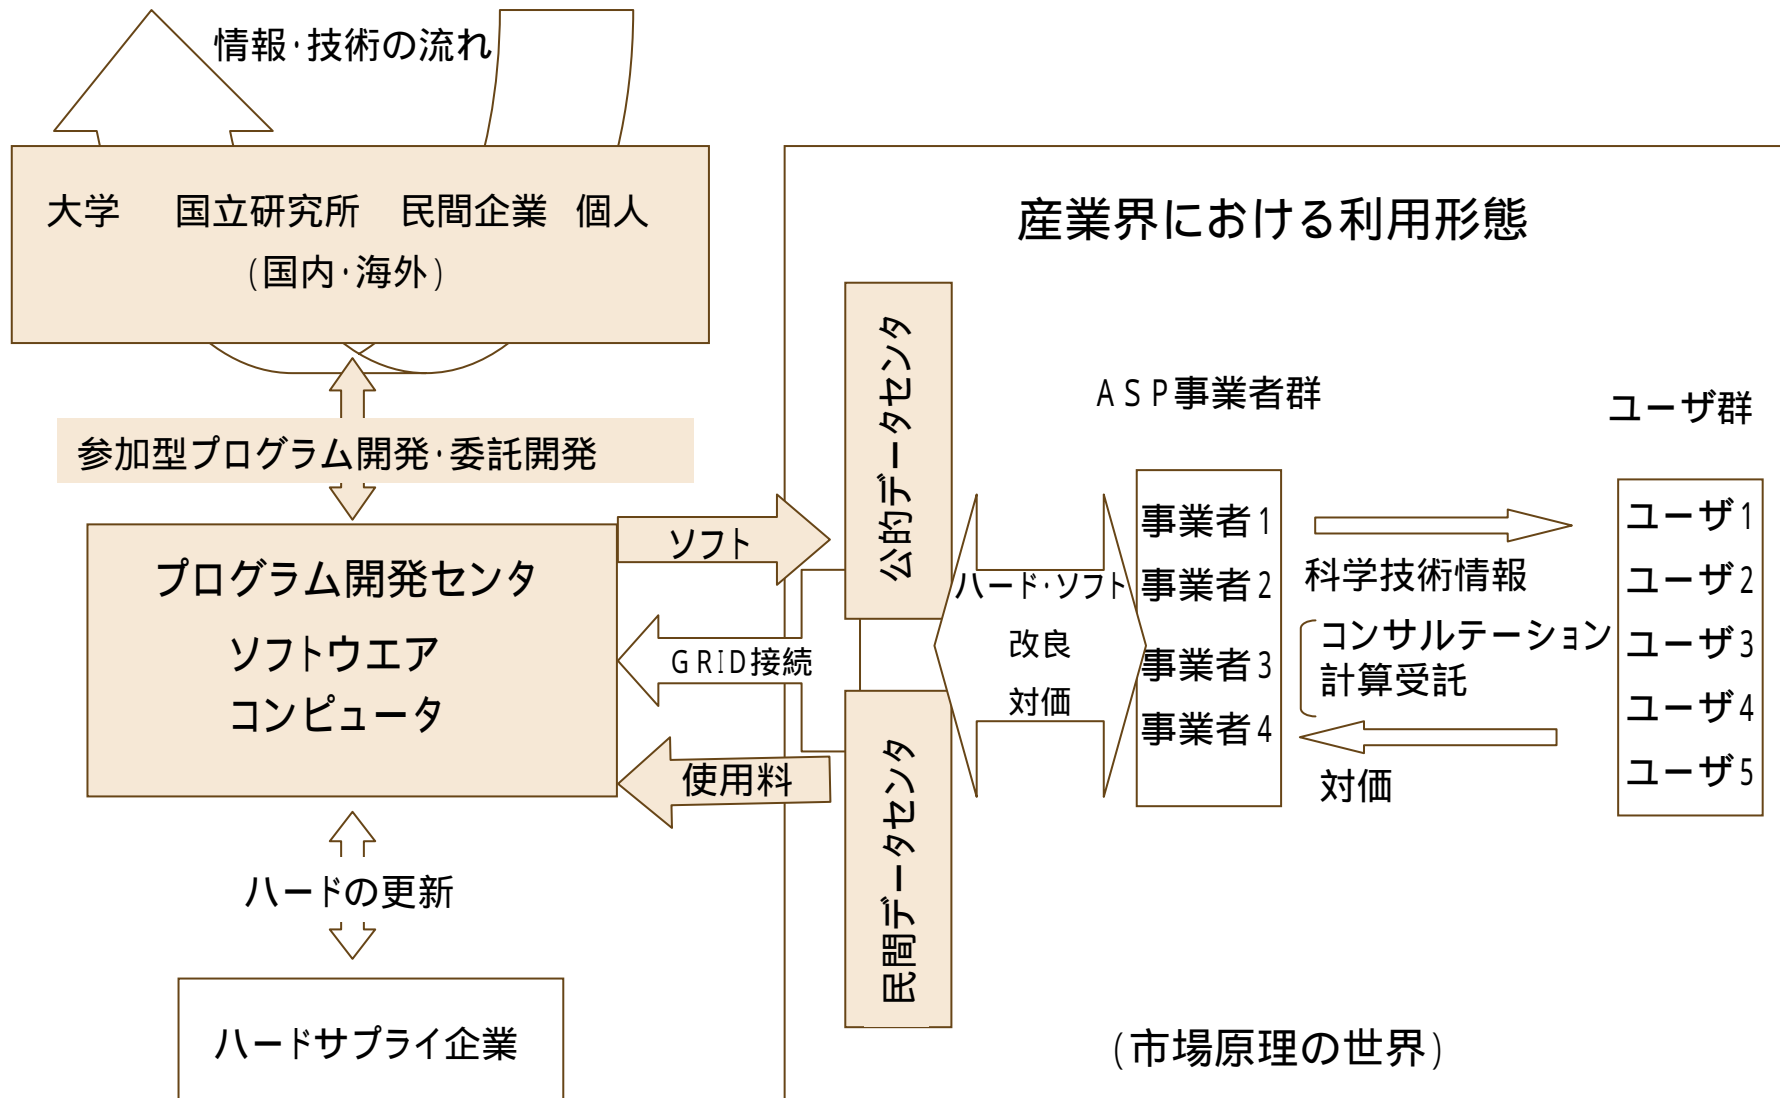 情報・技術の流れ
大学　国立研究所　民間企業　個人
(国内・海外)
参加型プログラム開発・委託開発
プログラム開発センタ
ソフトウエア
コンピュータ
ハードの更新
ハードサプライ企業
ソフト
GRID接続
使用料
産業界における利用形態
公的データセンタ
民間データセンタ
ハード・ソフト
改良
対価
ASP事業者群
事業者1
事業者2
事業者3
事業者4
科学技術情報
コンサルテーション
計算受託
対価
ユーザ群
ユーザ1
ユーザ2
ユーザ3
ユーザ4
ユーザ5
(市場原理の世界)